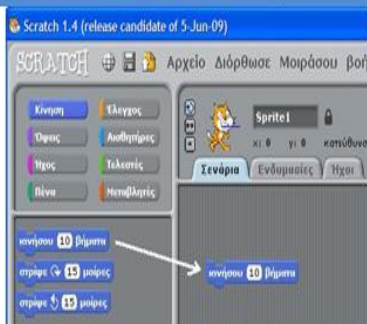 Scratch 1.4 (release candidate of 5-Jun-09)
SCRATCH Αρχείο Διόρθωσε Μοιράσου βοή
Κίνηση Έλεγχος
Όψεις Αισθητήρες
Ήχος Τελεστές
Πένα Μεταβλητές
Sprite1
x: 0 y: 0 κατεύθυνσ
Σενάρια Ενδυμασίες Ήχοι
κινήσου 10 βήματα
στρίψε 15 μοίρες
στρίψε 15 μοίρες
κινήσου 10 βήματα